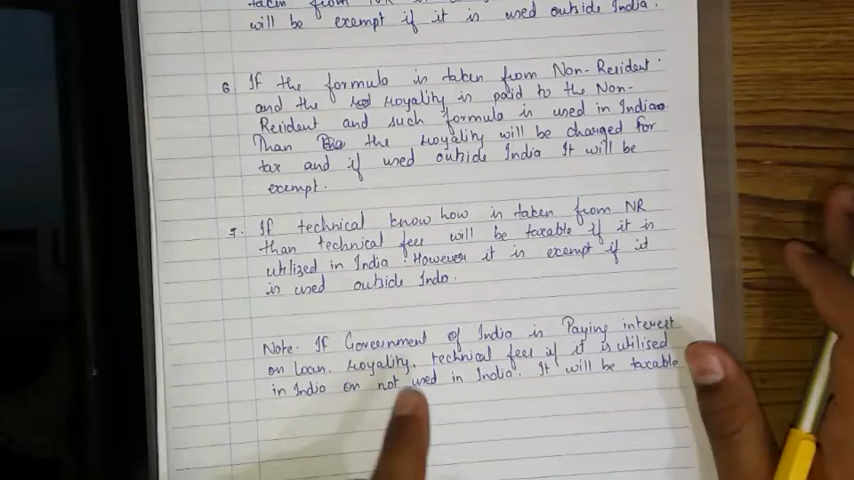 will be exempt if it is used outside India.
6 If the formula is taken from Non-Resident
and the royality is paid to the Non-
Resident and such formula is used in India
Than the royality will be charged for
tax and if used outside India It will be
exempt.
7. If technical know how is taken from NR
than technical fee will be taxable if it is
utilized in India. However it is exempt if it
is used outside Indo.
Note: If Government of India is Paying interest
on Loan, royality, technical fees if it is utilised
in India or not used in India. It will be taxable